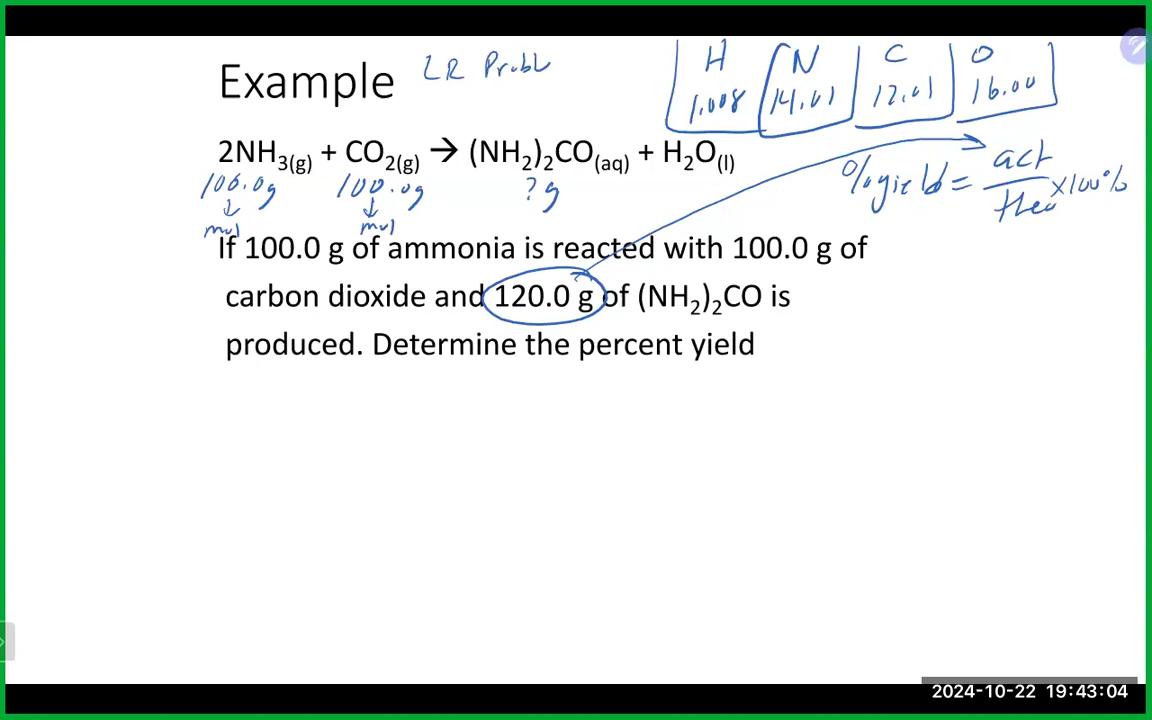 Example LR Probl
H N C O
1.008 14.01 12.01 16.00
2NH3(g) + CO2(g) → (NH2)2CO(aq) + H2O(l)
100.0g 100.0g ?g
mol mol
%yield = act/theo ×100%
If 100.0 g of ammonia is reacted with 100.0 g of
carbon dioxide and 120.0 g of (NH2)2CO is
produced. Determine the percent yield
2024-10-22 19:43:04